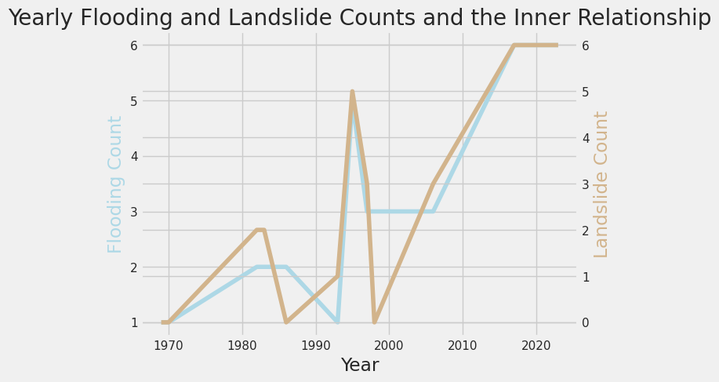 Yearly Flooding and Landslide Counts and the Inner Relationship
Flooding Count
6
5
4
3
2
1
6
5
4
3
2
1
0
Landslide Count
1970 1980 1990 2000 2010 2020
Year